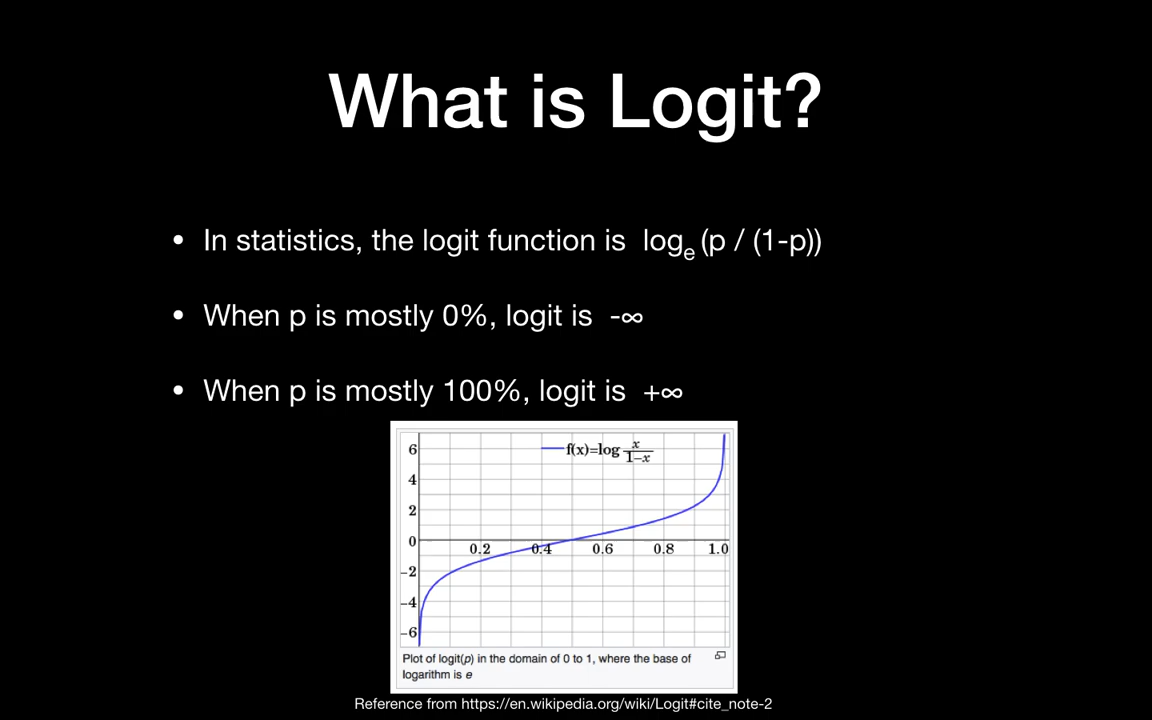 What is Logit?
• In statistics, the logit function is logₑ (p / (1-p))
• When p is mostly 0%, logit is -∞
• When p is mostly 100%, logit is +∞
f(x)=log x/1−x
6
4
2
0
−2
−4
−6
0.2 0.4 0.6 0.8 1.0
Plot of logit(p) in the domain of 0 to 1, where the base of
logarithm is e
Reference from https://en.wikipedia.org/wiki/Logit#cite_note-2